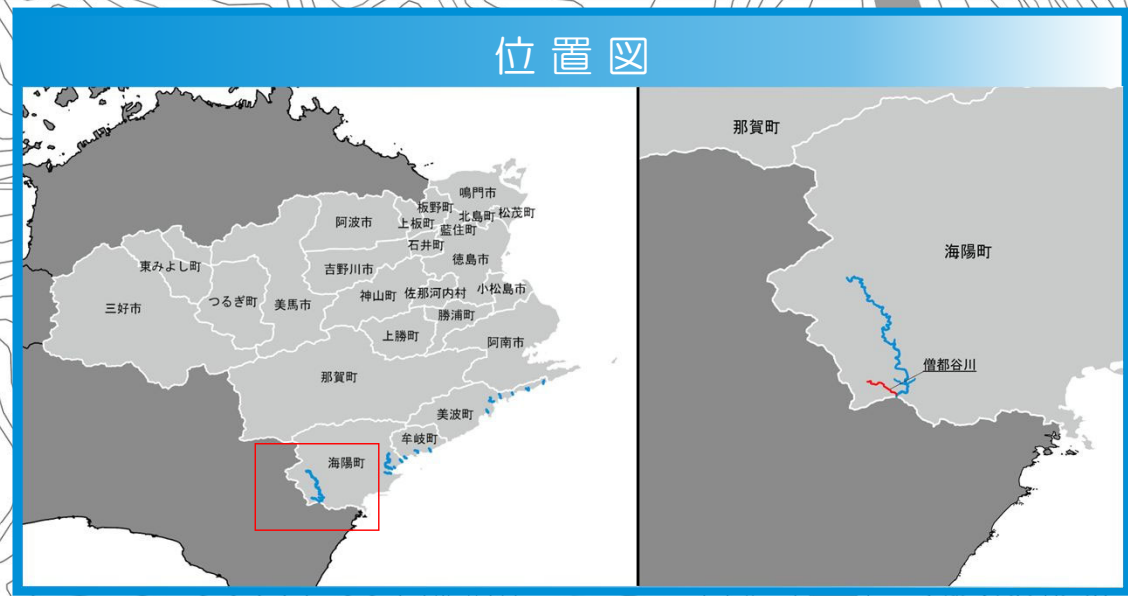 位置図
鳴門市
板野町
北島町
松茂町
阿波市
上板町
藍住町
石井町
徳島市
東みよし町
吉野川市
つるぎ町
美馬市
神山町
佐那河内村
小松島市
三好市
勝浦町
上勝町
阿南市
那賀町
美波町
牟岐町
海陽町
那賀町
海陽町
僧都谷川